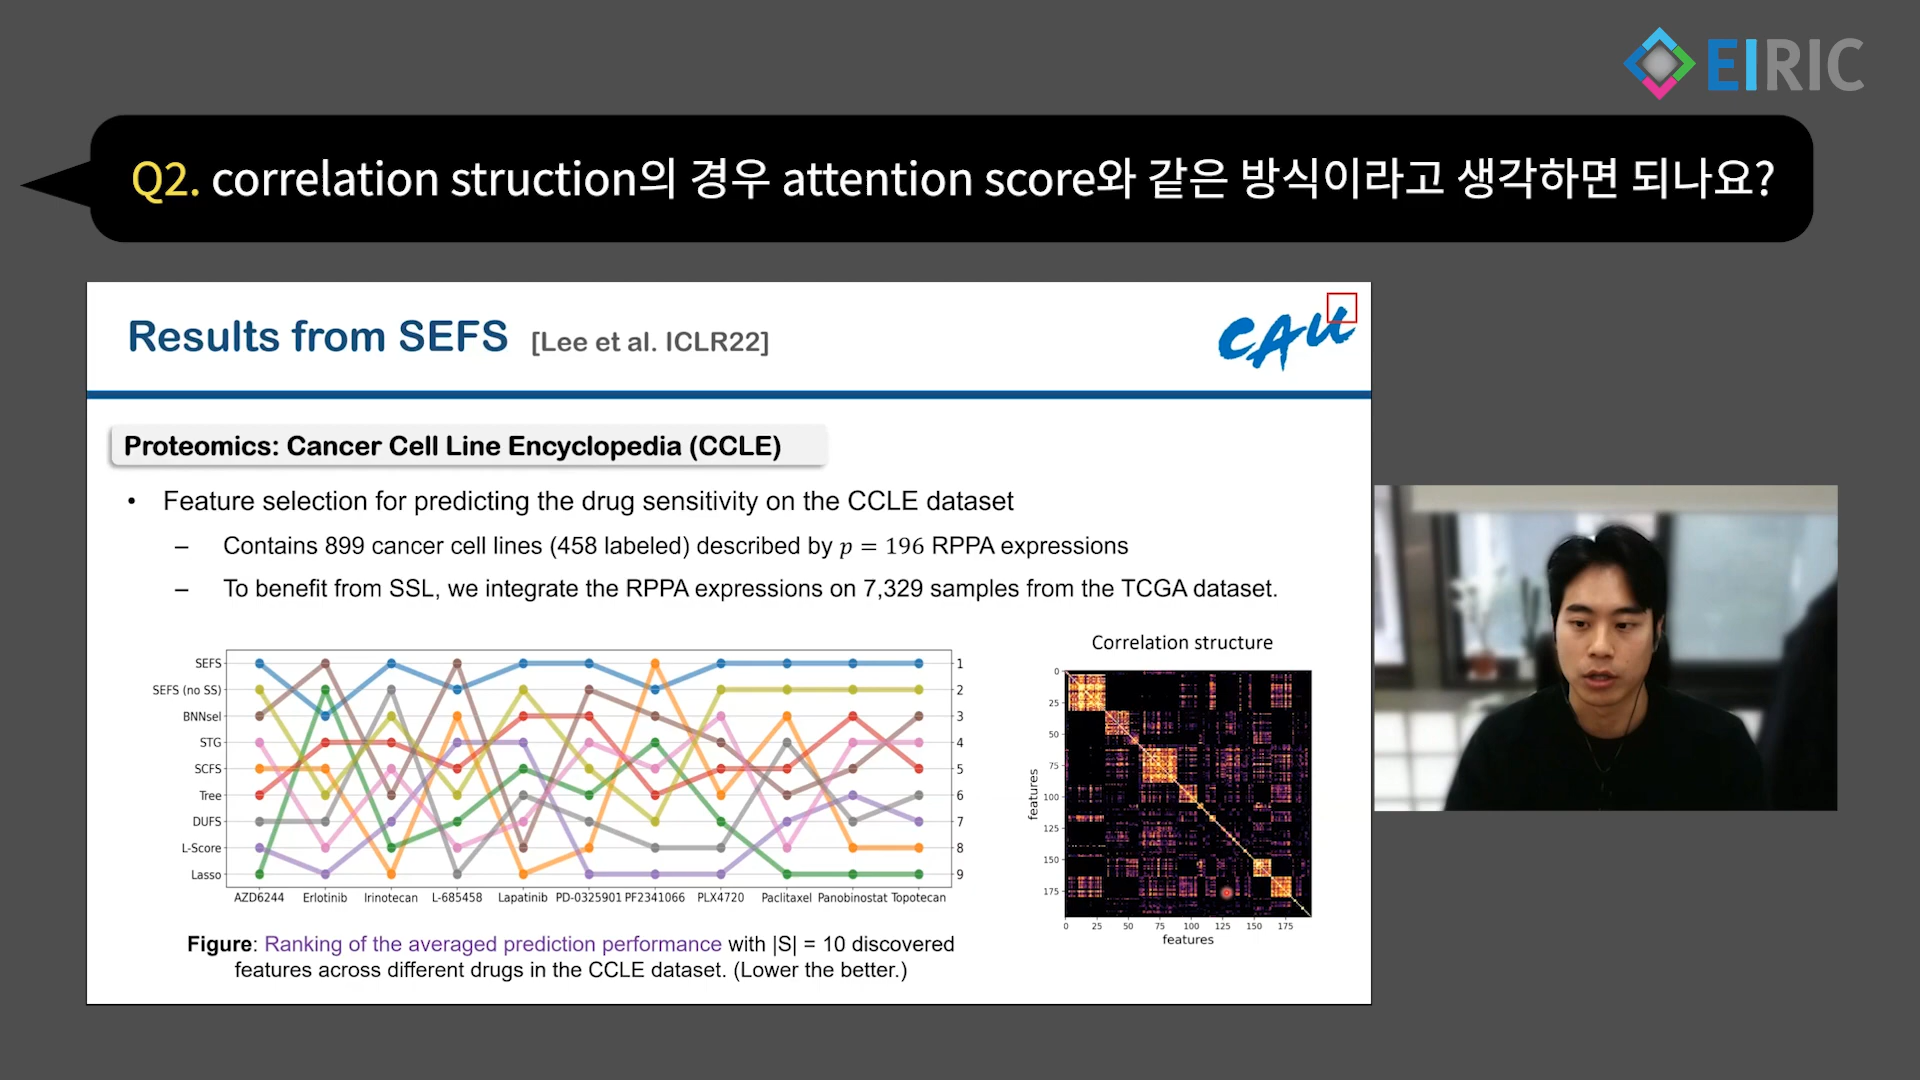 EIRIC
Q2. correlation struction의 경우 attention score와 같은 방식이라고 생각하면 되나요?
Results from SEFS [Lee et al. ICLR22]
CAU
Proteomics: Cancer Cell Line Encyclopedia (CCLE)
• Feature selection for predicting the drug sensitivity on the CCLE dataset
– Contains 899 cancer cell lines (458 labeled) described by p = 196 RPPA expressions
– To benefit from SSL, we integrate the RPPA expressions on 7,329 samples from the TCGA dataset.
SEFS 1
SEFS (no SS) 2
BNNsel 3
STG 4
SCFS 5
Tree 6
DUFS 7
L-Score 8
Lasso 9
AZD6244 Erlotinib Irinotecan L-685458 Lapatinib PD-0325901 PF2341066 PLX4720 Paclitaxel Panobinostat Topotecan
Figure: Ranking of the averaged prediction performance with |S| = 10 discovered
features across different drugs in the CCLE dataset. (Lower the better.)
Correlation structure
0
25
50
75
100
125
150
175
features
0 25 50 75 100 125 150 175
features